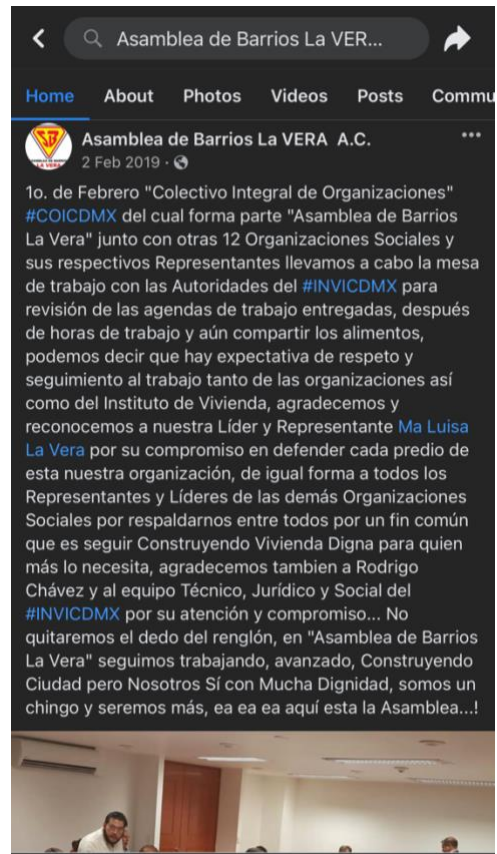 Asamblea de Barrios La VER...
Home About Photos Videos Posts Commu
Asamblea de Barrios La VERA A.C.
2 Feb 2019 ·
1o. de Febrero "Colectivo Integral de Organizaciones"
#COICDMX del cual forma parte "Asamblea de Barrios
La Vera" junto con otras 12 Organizaciones Sociales y
sus respectivos Representantes llevamos a cabo la mesa
de trabajo con las Autoridades del #INVICDMX para
revisión de las agendas de trabajo entregadas, después
de horas de trabajo y aún compartir los alimentos,
podemos decir que hay expectativa de respeto y
seguimiento al trabajo tanto de las organizaciones así
como del Instituto de Vivienda, agradecemos y
reconocemos a nuestra Líder y Representante Ma Luisa
La Vera por su compromiso en defender cada predio de
esta nuestra organización, de igual forma a todos los
Representantes y Líderes de las demás Organizaciones
Sociales por respaldarnos entre todos por un fin común
que es seguir Construyendo Vivienda Digna para quien
más lo necesita, agradecemos tambien a Rodrigo
Chávez y al equipo Técnico, Jurídico y Social del
#INVICDMX por su atención y compromiso... No
quitaremos el dedo del renglón, en "Asamblea de Barrios
La Vera" seguimos trabajando, avanzado, Construyendo
Ciudad pero Nosotros Sí con Mucha Dignidad, somos un
chingo y seremos más, ea ea ea aquí esta la Asamblea...!